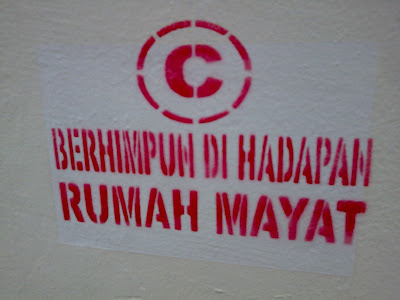 C
BERHIMPUN DI HADAPAN
RUMAH MAYAT